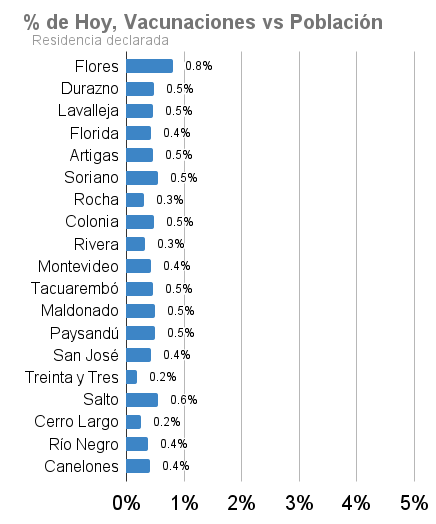 % de Hoy, Vacunaciones vs Población
Residencia declarada
Flores 0.8%
Durazno 0.5%
Lavalleja 0.5%
Florida 0.4%
Artigas 0.5%
Soriano 0.5%
Rocha 0.3%
Colonia 0.5%
Rivera 0.3%
Montevideo 0.4%
Tacuarembó 0.5%
Maldonado 0.5%
Paysandú 0.5%
San José 0.4%
Treinta y Tres 0.2%
Salto 0.6%
Cerro Largo 0.2%
Río Negro 0.4%
Canelones 0.4%
0% 1% 2% 3% 4% 5%